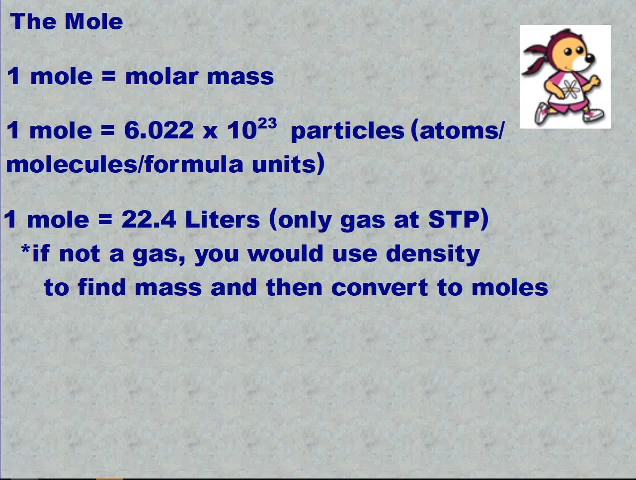 The Mole
1 mole = molar mass
1 mole = 6.022 x 10²³ particles (atoms/
molecules/formula units)
1 mole = 22.4 Liters (only gas at STP)
*if not a gas, you would use density
to find mass and then convert to moles